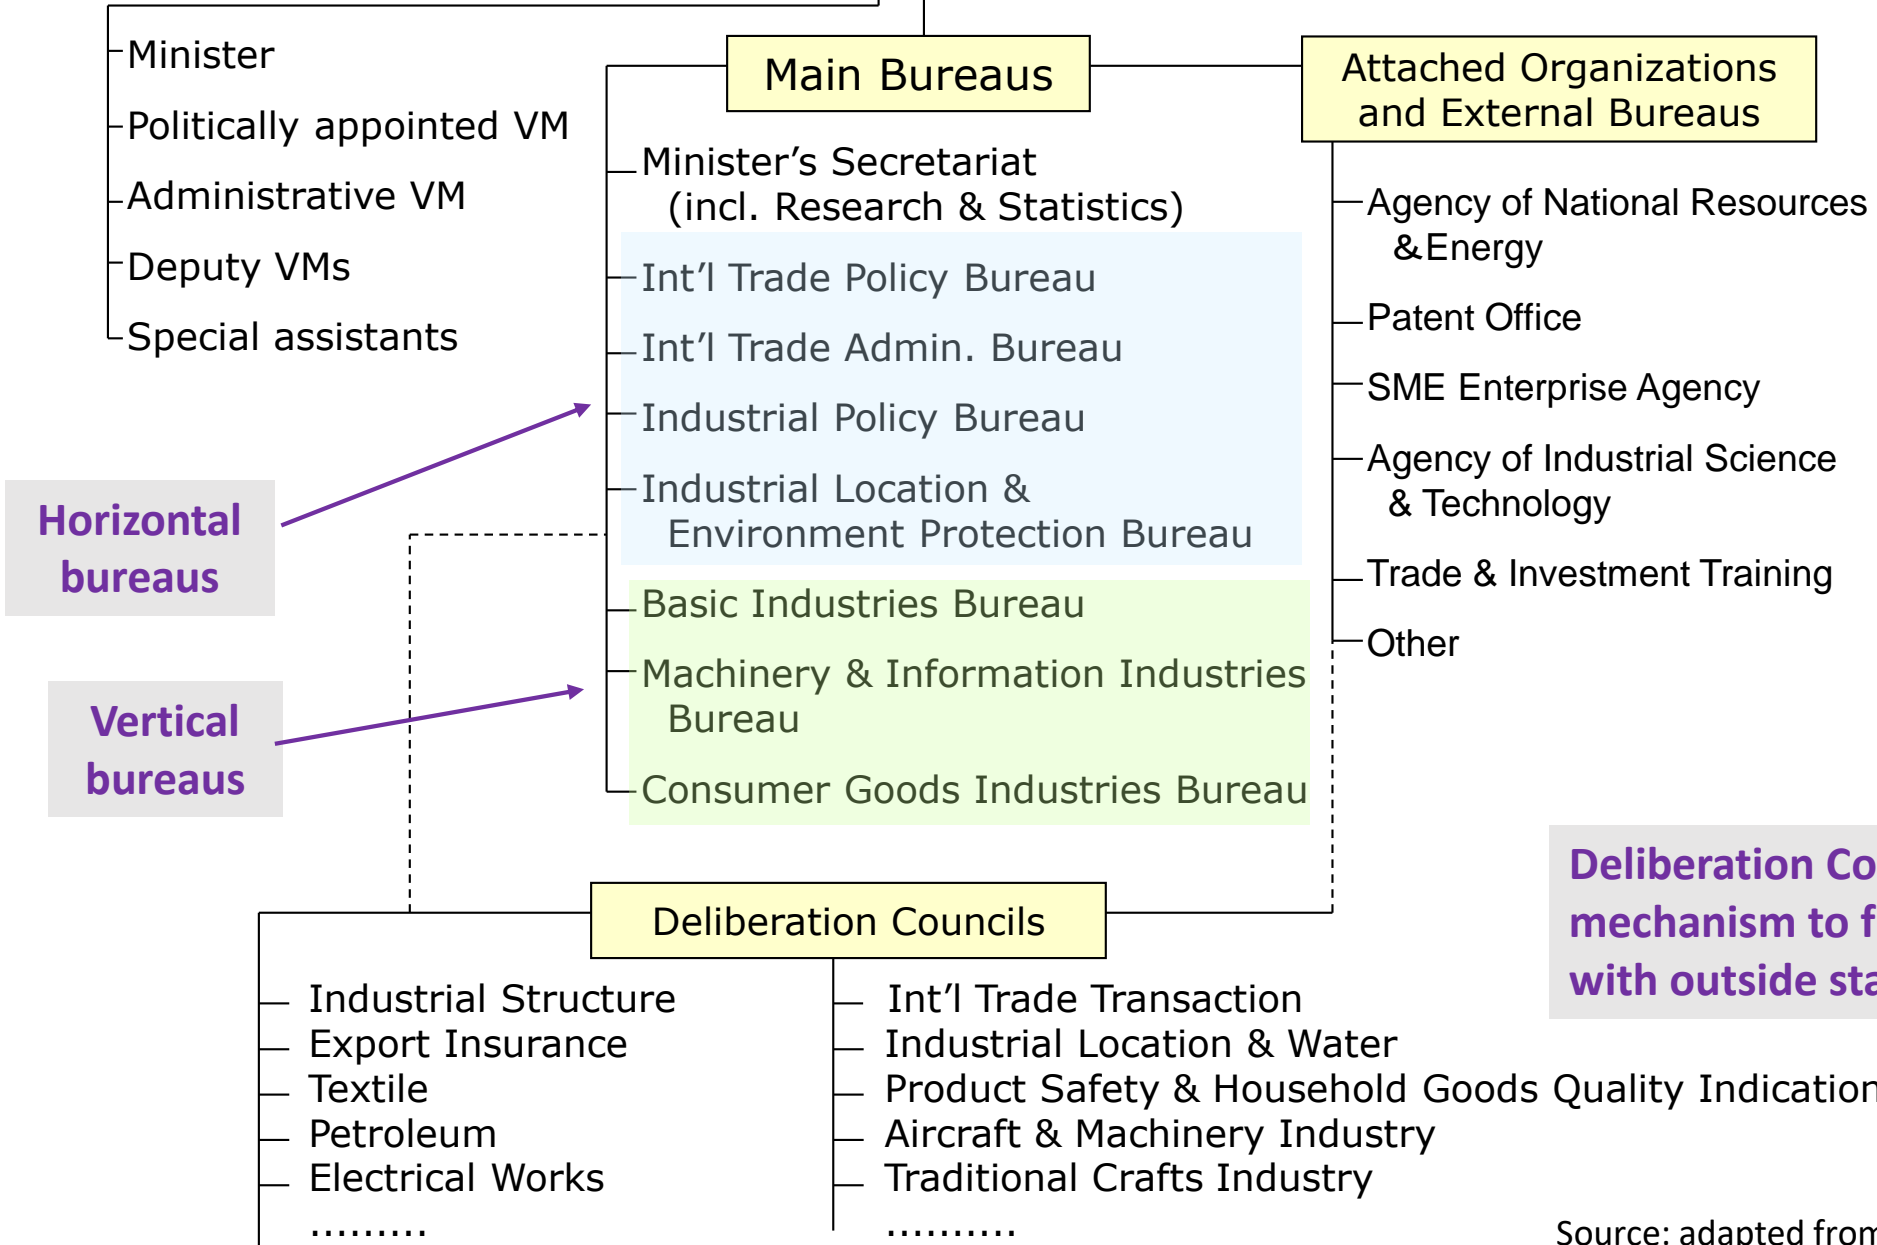 Minister
Politically appointed VM
Administrative VM
Deputy VMs
Special assistants
Main Bureaus
Minister’s Secretariat
(incl. Research & Statistics)
Int’l Trade Policy Bureau
Int’l Trade Admin. Bureau
Industrial Policy Bureau
Industrial Location &
Environment Protection Bureau
Basic Industries Bureau
Machinery & Information Industries
Bureau
Consumer Goods Industries Bureau
Attached Organizations
and External Bureaus
Agency of National Resources
&Energy
Patent Office
SME Enterprise Agency
Agency of Industrial Science
& Technology
Trade & Investment Training
Other
Horizontal
bureaus
Vertical
bureaus
Deliberation Councils
Industrial Structure
Export Insurance
Textile
Petroleum
Electrical Works
.........
Int’l Trade Transaction
Industrial Location & Water
Product Safety & Household Goods Quality Indication
Aircraft & Machinery Industry
Traditional Crafts Industry
..........
Deliberation
mechanism to
with outside
Source: adapted from